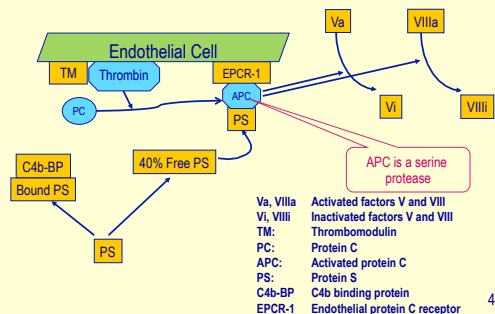 Va
VIIIa
Endothelial Cell
TM
Thrombin
EPCR-1
PC
APC
PS
Vi
VIIIi
C4b-BP
Bound PS
40% Free PS
APC is a serine
protease
PS
Va, VIIIa Activated factors V and VIII
Vi, VIIIi Inactivated factors V and VIII
TM: Thrombomodulin
PC: Protein C
APC: Activated protein C
PS: Protein S
C4b-BP C4b binding protein
EPCR-1 Endothelial protein C receptor
4